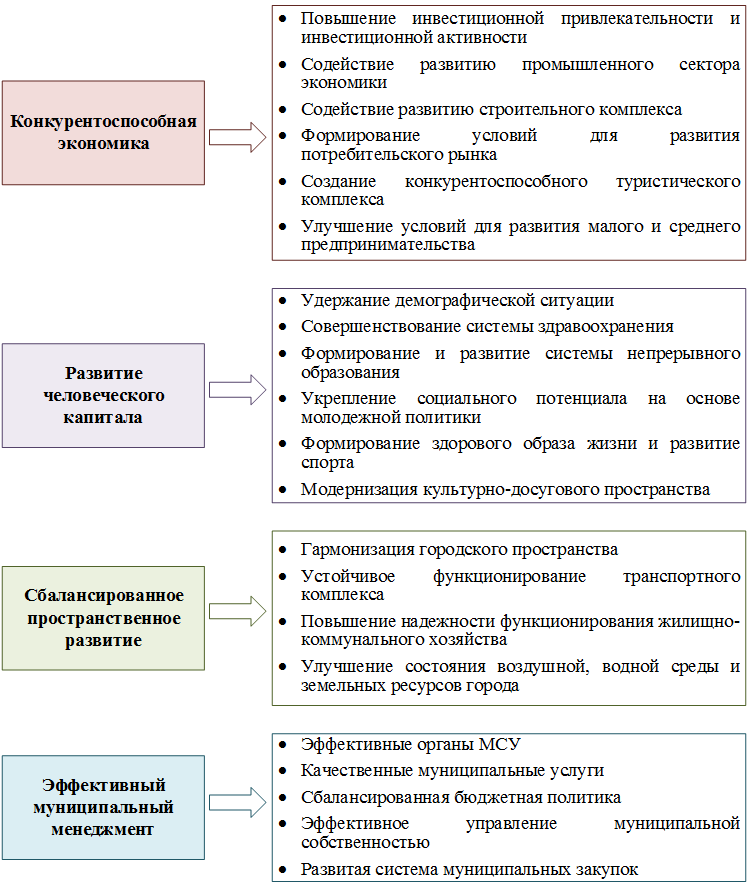 Конкурентоспособная
экономика
• Повышение инвестиционной привлекательности и
инвестиционной активности
• Содействие развитию промышленного сектора
экономики
• Содействие развитию строительного комплекса
• Формирование условий для развития
потребительского рынка
• Создание конкурентоспособного туристического
комплекса
• Улучшение условий для развития малого и среднего
предпринимательства
Развитие
человеческого
капитала
• Удержание демографической ситуации
• Совершенствование системы здравоохранения
• Формирование и развитие системы непрерывного
образования
• Укрепление социального потенциала на основе
молодежной политики
• Формирование здорового образа жизни и развитие
спорта
• Модернизация культурно-досугового пространства
Сбалансированное
пространственное
развитие
• Гармонизация городского пространства
• Устойчивое функционирование транспортного
комплекса
• Повышение надежности функционирования жилищно-
коммунального хозяйства
• Улучшение состояния воздушной, водной среды и
земельных ресурсов города
Эффективный
муниципальный
менеджмент
• Эффективные органы МСУ
• Качественные муниципальные услуги
• Сбалансированная бюджетная политика
• Эффективное управление муниципальной
собственностью
• Развитая система муниципальных закупок